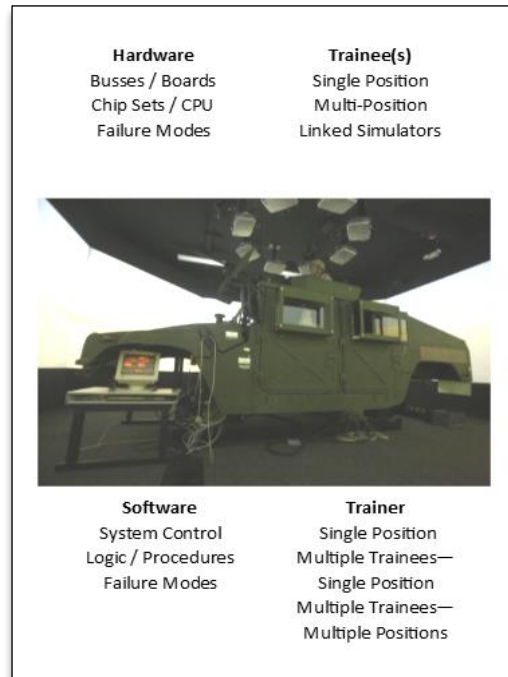 Hardware
Busses / Boards
Chip Sets / CPU
Failure Modes
Trainee(s)
Single Position
Multi-Position
Linked Simulators
Software
System Control
Logic / Procedures
Failure Modes
Trainer
Single Position
Multiple Trainees—
Single Position
Multiple Trainees—
Multiple Positions